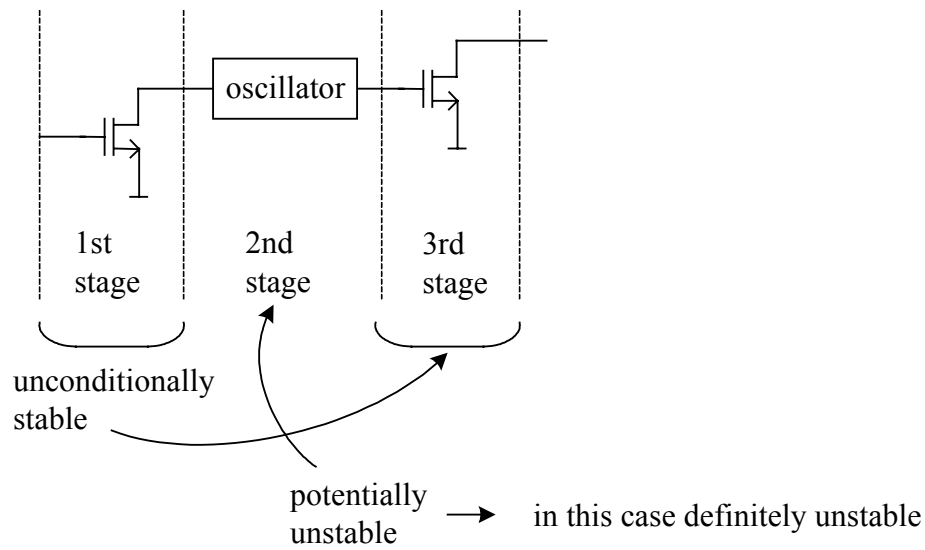 oscillator
1st
stage
2nd
stage
3rd
stage
unconditionally
stable
potentially
unstable
in this case definitely unstable